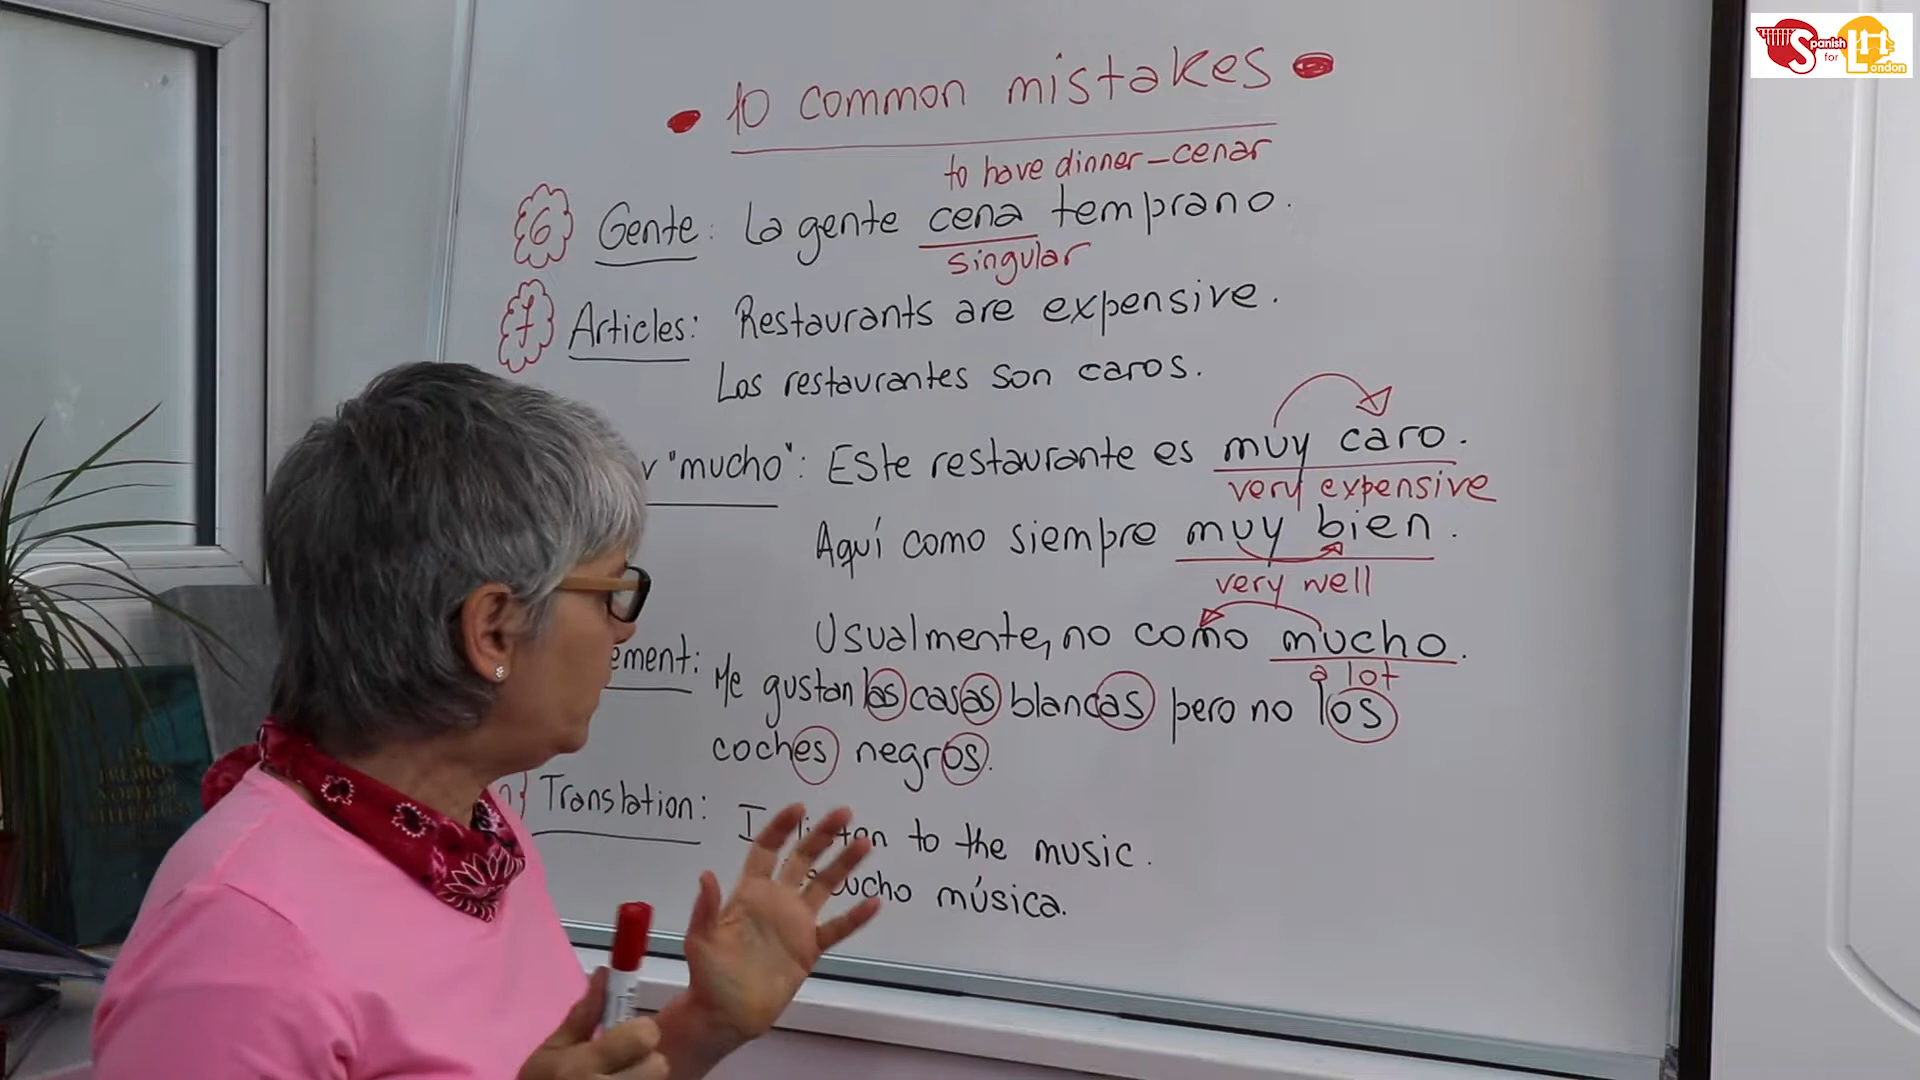 Spanish for London
10 common mistakes
to have dinner-cenar
6 Gente: La gente cena temprano.
singular
7 Articles: Restaurants are expensive.
Los restaurantes son caros.
y "mucho": Este restaurante es muy caro.
very expensive
Aquí como siempre muy bien.
very well
Usualmente, no como mucho.
a lot
ement: Me gustan las casas blancas pero no los
coches negros.
Translation: I to the music.
música.